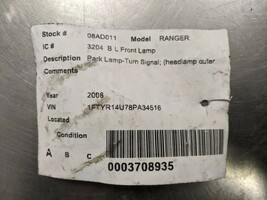 Stock # 08AD011 Model RANGER
IC # 3204 B L Front Lamp
Description Park Lamp-Turn Signal; (headlamp outer
Comments
Year 2008
VIN 1FTYR14U78PA34516
Located
Condition
A B C
0003708935